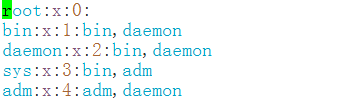 root:x:0:
bin:x:1:bin,daemon
daemon:x:2:bin,daemon
sys:x:3:bin,adm
adm:x:4:adm,daemon